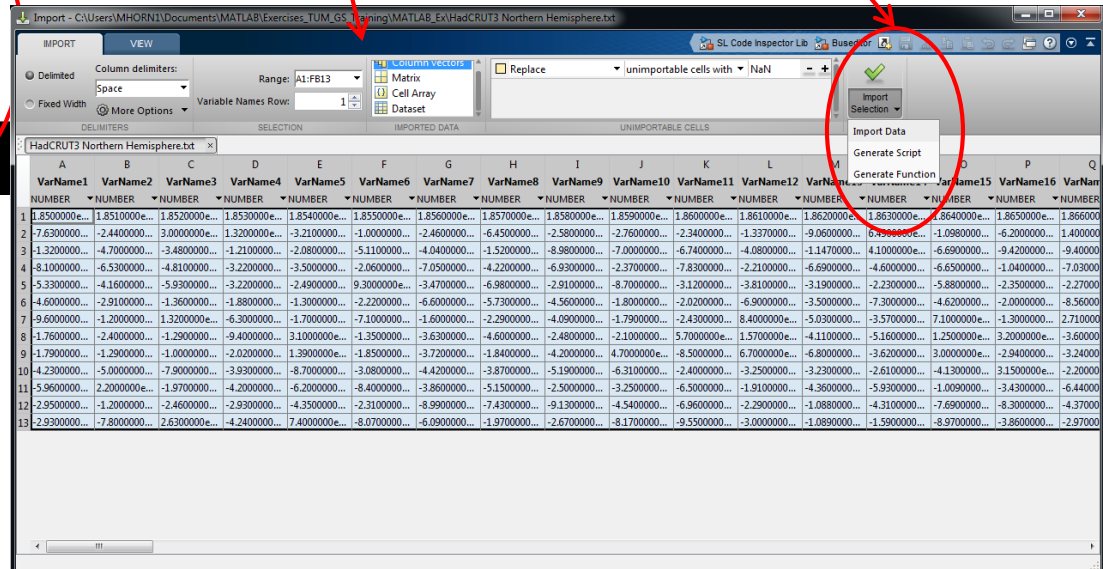 Import - C:\Users\MHORN1\Documents\MATLAB\Exercises_TUM_GS_Training\MATLAB_Ex\HadCRUT3 Northern Hemisphere.txt
IMPORT VIEW SL Code Inspector Lib Buseditor
Delimited Column delimiters: Range: A1:FB13 Column vectors Replace unimportable cells with NaN - +
Space Matrix
Fixed Width More Options Variable Names Row: 1 Cell Array Import
Dataset Selection
DELIMITERS SELECTION IMPORTED DATA UNIMPORTABLE CELLS
Import Data
Generate Script
Generate Function
HadCRUT3 Northern Hemisphere.txt x
A B C D E F G H I J K L M O P Q
VarName1 VarName2 VarName3 VarName4 VarName5 VarName6 VarName7 VarName8 VarName9 VarName10 VarName11 VarName12 VarName15 VarName16 VarNam
NUMBER NUMBER NUMBER NUMBER NUMBER NUMBER NUMBER NUMBER NUMBER NUMBER NUMBER NUMBER NUMBER NUMBER NUMBER NUMBER NUMBER
1 1.8500000e... 1.8510000e... 1.8520000e... 1.8530000e... 1.8540000e... 1.8550000e... 1.8560000e... 1.8570000e... 1.8580000e... 1.8590000e... 1.8600000e... 1.8610000e... 1.8620000e... 1.8630000e... 1.8640000e... 1.8650000e... 1.866000
2 -7.6300000... -2.4400000... 3.0000000e... 1.3200000e... -3.2100000... -1.0000000... -2.4600000... -6.4500000... -2.5800000... -2.7600000... -2.3400000... -1.3370000... -9.0600000... 6.4500000e... -1.0980000... -6.2000000... 1.400000
3 -1.3200000... -4.7000000... -3.4800000... -1.2100000... -2.0800000... -5.1100000... -4.0400000... -1.5200000... -8.9800000... -7.0000000... -6.7400000... -4.0800000... -1.1470000... 4.1000000e... -6.6900000... -9.4200000... -9.40000
4 -8.1000000... -6.5300000... -4.8100000... -3.2200000... -3.5000000... -2.0600000... -7.0500000... -4.2200000... -6.9300000... -2.3700000... -7.8300000... -2.2100000... -6.6900000... -4.6000000... -6.6500000... -1.0400000... -7.03000
5 -5.3300000... -4.1600000... -5.9300000... -3.2200000... -2.4900000... 9.3000000e... -3.4700000... -6.9800000... -2.9100000... -8.7000000... -3.1200000... -3.8100000... -3.1900000... -2.2300000... -5.8800000... -2.3500000... -2.27000
6 -4.6000000... -2.9100000... -1.3600000... -1.8800000... -1.3000000... -2.2200000... -6.6000000... -5.7300000... -4.5600000... -1.8000000... -2.0200000... -6.9000000... -3.5000000... -7.3000000... -4.6200000... -2.0000000... -8.56000
7 -9.6000000... -1.2000000... 1.3200000e... -6.3000000... -1.7000000... -7.1000000... -1.6000000... -2.2900000... -4.0900000... -1.7900000... -2.4300000... 8.4000000e... -5.0300000... -3.5700000... 7.1000000e... -1.3000000... 2.710000
8 -1.7600000... -2.4000000... -1.2900000... -9.4000000... 3.1000000e... -1.3500000... -3.6300000... -4.6000000... -2.4800000... -2.1000000... 5.7000000e... 1.5700000e... -4.1100000... -5.1600000... 1.2500000e... 3.2000000e... -3.60000
9 -1.7900000... -1.2900000... -1.0000000... -2.0200000... 1.3900000e... -1.8500000... -3.7200000... -1.8400000... -4.2000000... 4.7000000e... -8.5000000... 6.7000000e... -6.8000000... -3.6200000... 3.0000000e... -2.9400000... -3.24000
10 -4.2300000... -5.0000000... -7.9000000... -3.9300000... -8.7000000... -3.0800000... -4.4200000... -3.8700000... -5.1900000... -6.3100000... -2.4000000... -3.2500000... -3.2300000... -2.6100000... -4.1300000... 3.1500000e... -2.20000
11 -5.9600000... 2.2000000e... -1.9700000... -4.2000000... -6.2000000... -8.4000000... -3.8600000... -5.1500000... -2.5000000... -3.2500000... -6.5000000... -1.9100000... -4.3600000... -5.9300000... -1.0090000... -3.4300000... -6.44000
12 -2.9500000... -1.2000000... -2.4600000... -2.9300000... -4.3500000... -2.3100000... -8.9900000... -7.4300000... -9.1300000... -4.5400000... -6.9600000... -2.2900000... -1.0880000... -4.3100000... -7.6900000... -8.3000000... -4.37000
13 -2.9300000... -7.8000000... 2.6300000e... -4.2400000... 7.4000000e... -8.0700000... -6.0900000... -1.9700000... -2.6700000... -8.1700000... -9.5500000... -3.0000000... -1.0890000... -1.5900000... -8.9700000... -3.8600000... -2.97000